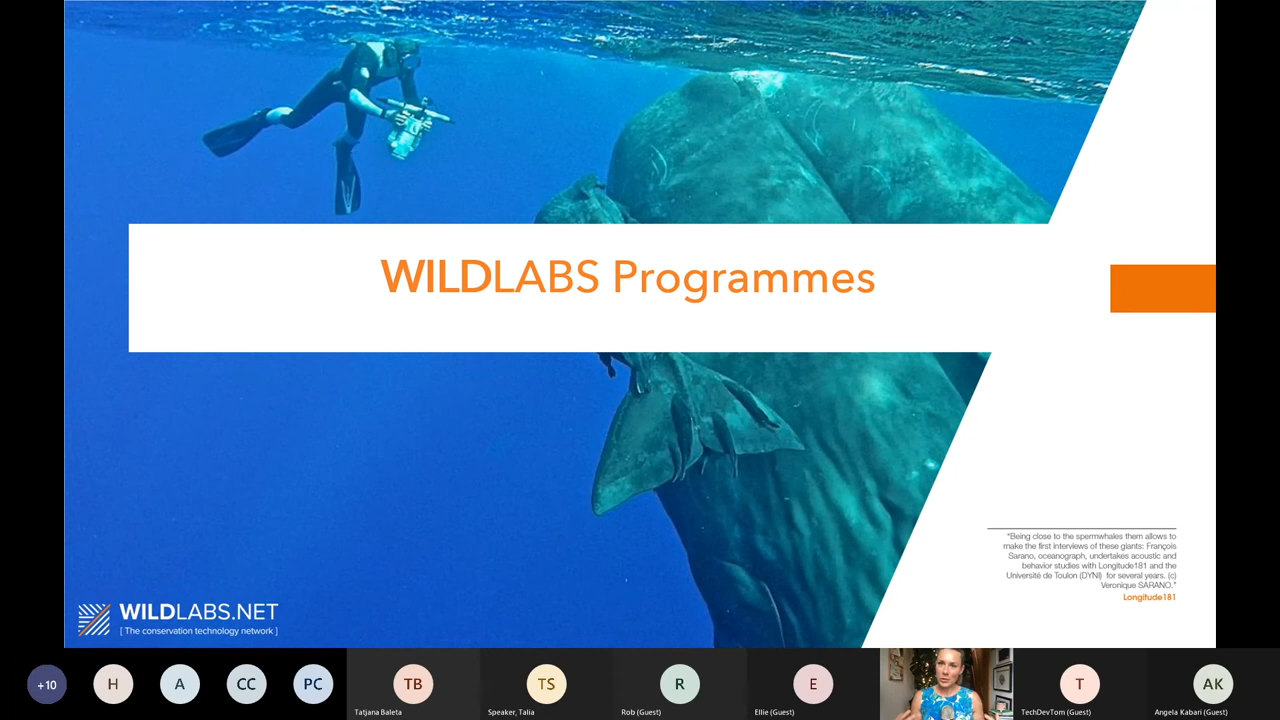 WILDLABS Programmes
"Being close to the spermwhales them allows to
make the first interviews of these giants: François
Sarano, oceanograph, undertakes acoustic and
behavior studies with Longitude181 and the
Université de Toulon (DYNI) for several years. (c)
Veronique SARANO."
Longitude181
WILDLABS.NET
[ The conservation technology network ]
+10
H
A
CC
PC
TB
TS
R
E
T
AK
Tatjana Baleta
Speaker, Talia
Rob (Guest)
Ellie (Guest)
TechDevTom (Guest)
Angela Kabari (Guest)